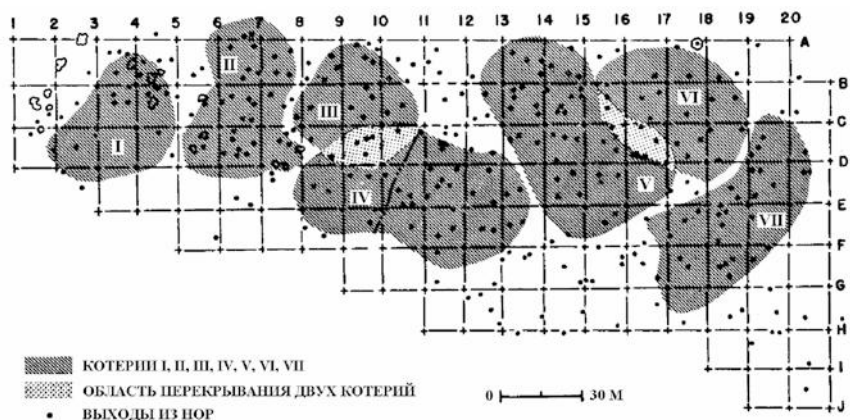 1 2 3 4 5 6 7 8 9 10 11 12 13 14 15 16 17 18 19 20
A
II
B
III
VI
C
I
D
IV
V
E
VII
F
G
H
I
J
КОТЕРИИ I, II, III, IV, V, VI, VII
ОБЛАСТЬ ПЕРЕКРЫВАНИЯ ДВУХ КОТЕРИЙ
0 30 М
ВЫХОДЫ ИЗ НОР